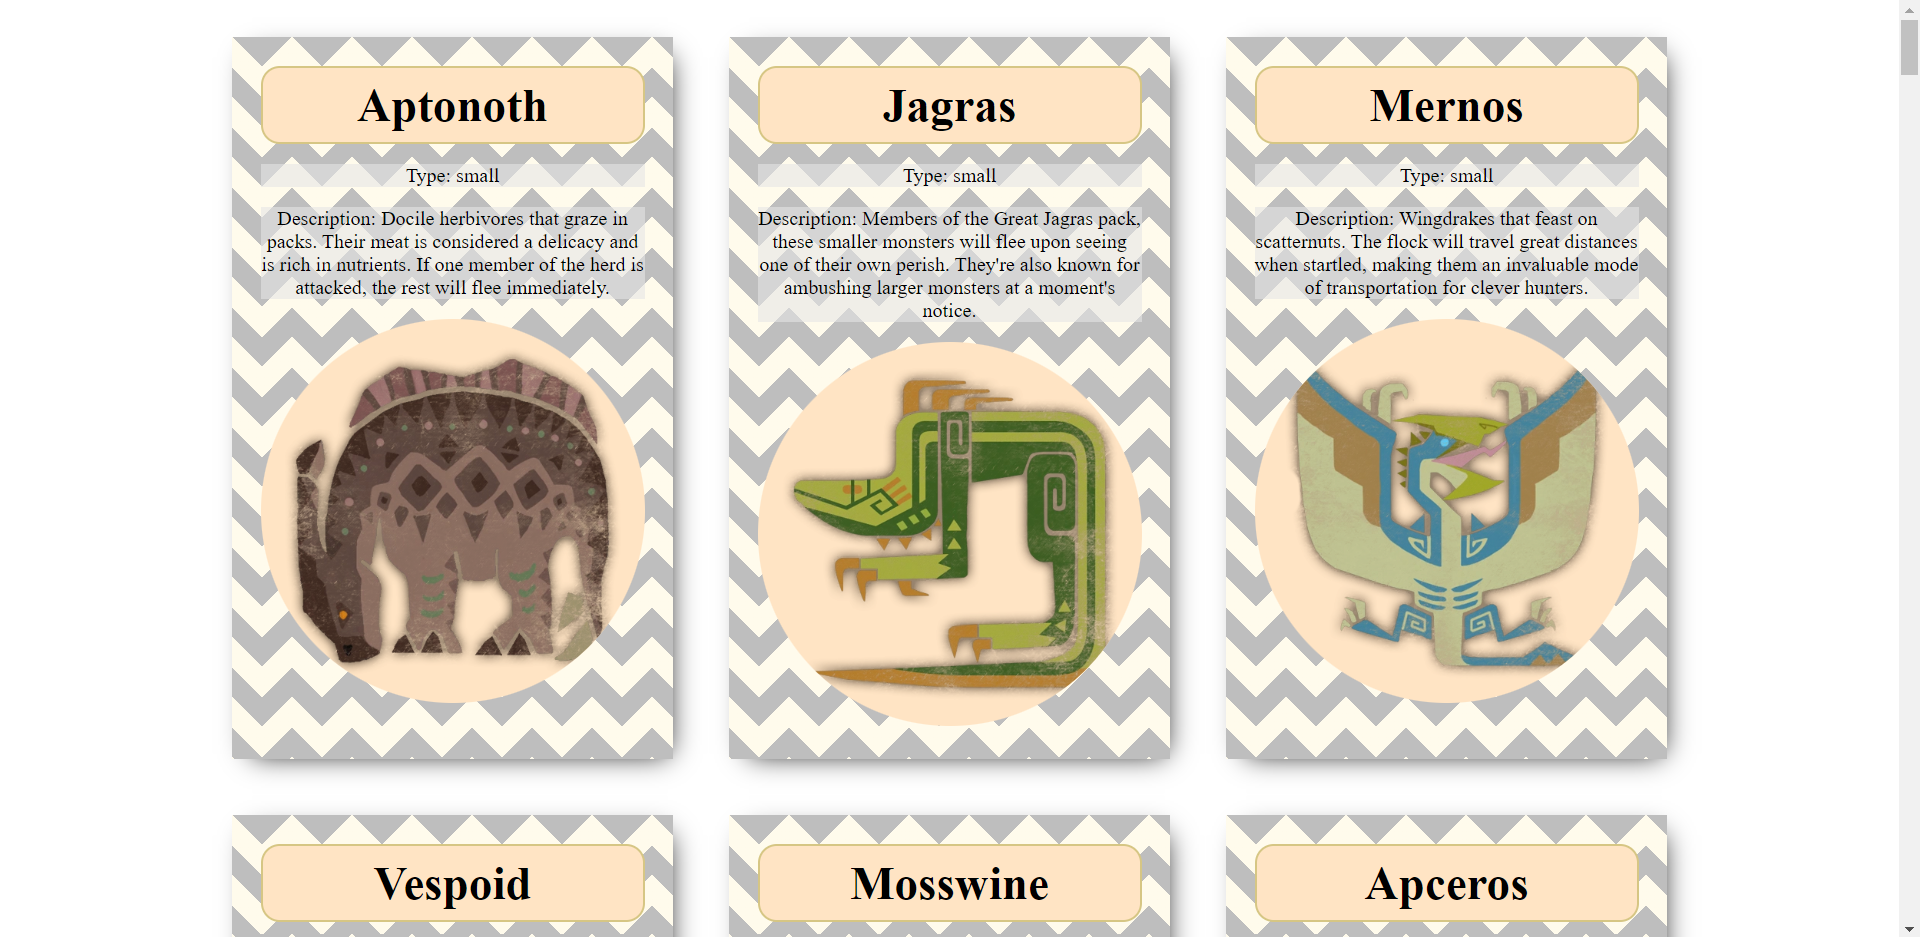 Aptonoth
Type: small
Description: Docile herbivores that graze in
packs. Their meat is considered a delicacy and
is rich in nutrients. If one member of the herd is
attacked, the rest will flee immediately.
Jagras
Type: small
Description: Members of the Great Jagras pack,
these smaller monsters will flee upon seeing
one of their own perish. They're also known for
ambushing larger monsters at a moment's
notice.
Mernos
Type: small
Description: Wingdrakes that feast on
scatternuts. The flock will travel great distances
when startled, making them an invaluable mode
of transportation for clever hunters.
Vespoid
Mosswine
Apceros